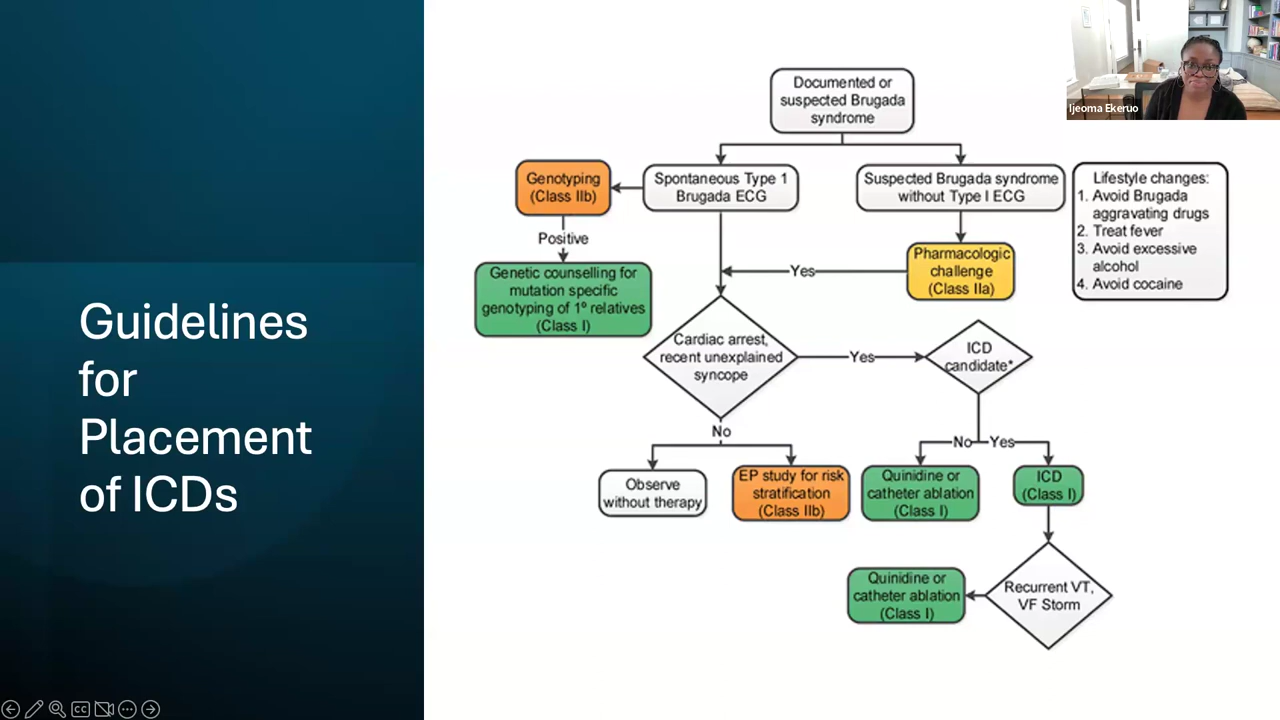 Guidelines
for
Placement
of ICDs
Documented or
suspected Brugada
syndrome
Genotyping
(Class IIb)
Spontaneous Type 1
Brugada ECG
Suspected Brugada syndrome
without Type I ECG
Lifestyle changes:
1. Avoid Brugada
aggravating drugs
2. Treat fever
3. Avoid excessive
alcohol
4. Avoid cocaine
Positive
Genetic counselling for
mutation specific
genotyping of 1º relatives
(Class I)
Yes
Pharmacologic
challenge
(Class IIa)
Cardiac arrest,
recent unexplained
syncope
Yes
ICD
candidate*
No
No
Yes
Observe
without therapy
EP study for risk
stratification
(Class IIb)
Quinidine or
catheter ablation
(Class I)
ICD
(Class I)
Quinidine or
catheter ablation
(Class I)
Recurrent VT,
VF Storm
Ijeoma Ekeruo
CC